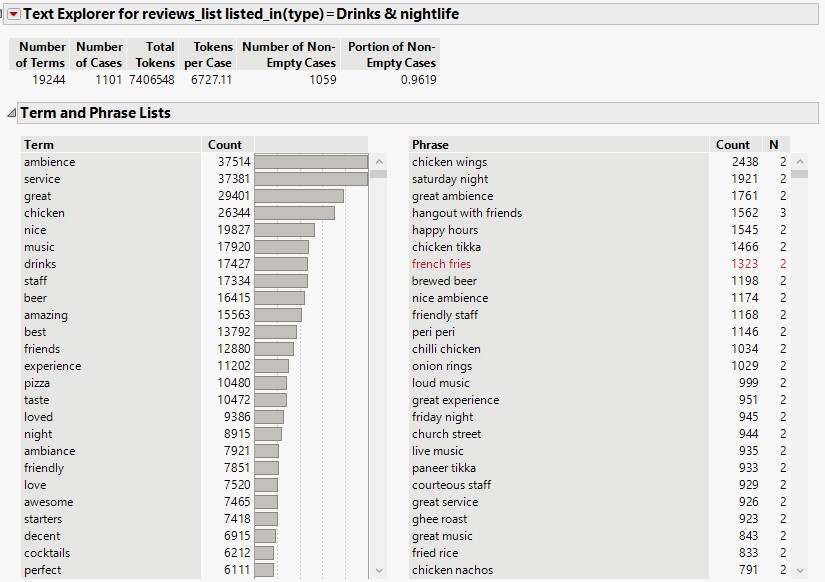 Text Explorer for reviews_list listed_in(type)=Drinks & nightlife
Number of Terms Number of Cases Total Tokens Tokens per Case Number of Non-Empty Cases Portion of Non-Empty Cases
19244 1101 7406548 6727.11 1059 0.9619
Term and Phrase Lists
Term Count
ambience 37514
service 37381
great 29401
chicken 26344
nice 19827
music 17920
drinks 17427
staff 17334
beer 16415
amazing 15563
best 13792
friends 12880
experience 11202
pizza 10480
taste 10472
loved 9386
night 8915
ambiance 7921
friendly 7851
love 7520
awesome 7465
starters 7418
decent 6915
cocktails 6212
perfect 6111
Phrase Count N
chicken wings 2438 2
saturday night 1921 2
great ambience 1761 2
hangout with friends 1562 3
happy hours 1545 2
chicken tikka 1466 2
french fries 1323 2
brewed beer 1198 2
nice ambience 1174 2
friendly staff 1168 2
peri peri 1146 2
chilli chicken 1034 2
onion rings 1029 2
loud music 999 2
great experience 951 2
friday night 945 2
church street 944 2
live music 935 2
paneer tikka 933 2
courteous staff 929 2
great service 926 2
ghee roast 923 2
great music 843 2
fried rice 833 2
chicken nachos 791 2